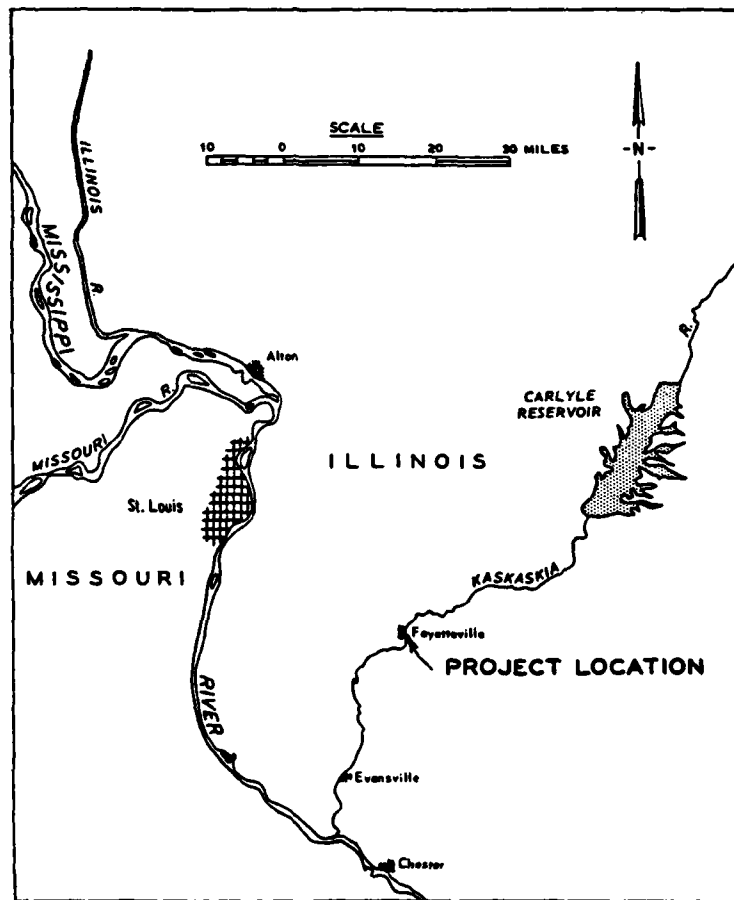 SCALE
10 0 10 20 30 MILES
-N-
ILLINOIS
R.
MISSISSIPPI
Alton
R.
CARLYLE
RESERVOIR
R.
MISSOURI
ILLINOIS
St. Louis
MISSOURI
KASKASKIA
Fayetteville
PROJECT LOCATION
RIVER
Evansville
Chester